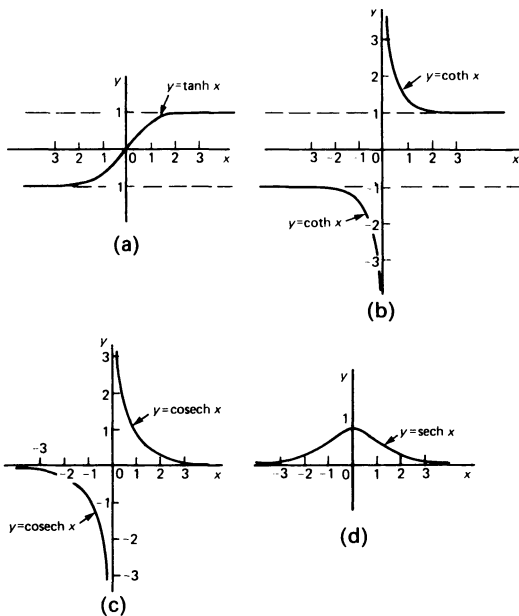 y
y=tanh x
1
3 2 1 0 1 2 3 x
1
(a)
y
3
2
y=coth x
1
3 -2 -1 0 1 2 3 x
-1
y=coth x
-2
-3
(b)
y
3
2
y=cosech x
1
-3
-2 -1 0 1 2 3 x
-1
y=cosech x
-2
-3
(c)
y
1
y=sech x
-3 -2 -1 0 1 2 3 x
(d)